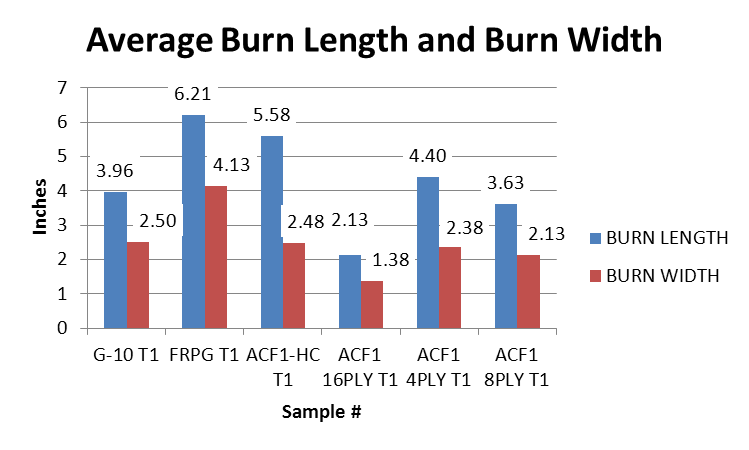 Average Burn Length and Burn Width
7
6
5
4
3
2
1
0
Inches
3.96
2.50
6.21
4.13
5.58
2.48
2.13
1.38
4.40
2.38
3.63
2.13
G-10 T1
FRPG T1
ACF1-HC
T1
ACF1
16PLY T1
ACF1
4PLY T1
ACF1
8PLY T1
Sample #
BURN LENGTH
BURN WIDTH